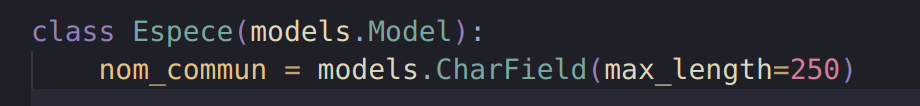 class Espece(models.Model):
    nom_commun = models.CharField(max_length=250)